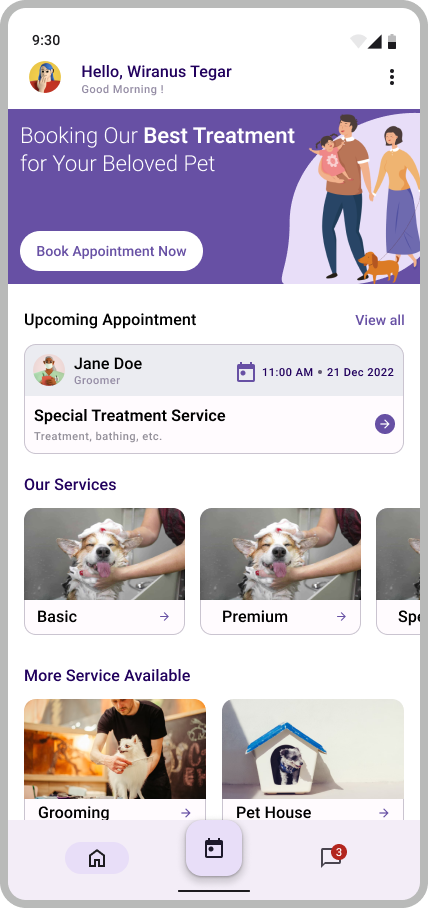 9:30
Hello, Wiranus Tegar
Good Morning !
Booking Our Best Treatment
for Your Beloved Pet
Book Appointment Now
Upcoming Appointment View all
Jane Doe
Groomer
11:00 AM • 21 Dec 2022
Special Treatment Service
Treatment, bathing, etc.
Our Services
Basic Premium Spe
More Service Available
Grooming Pet House
3